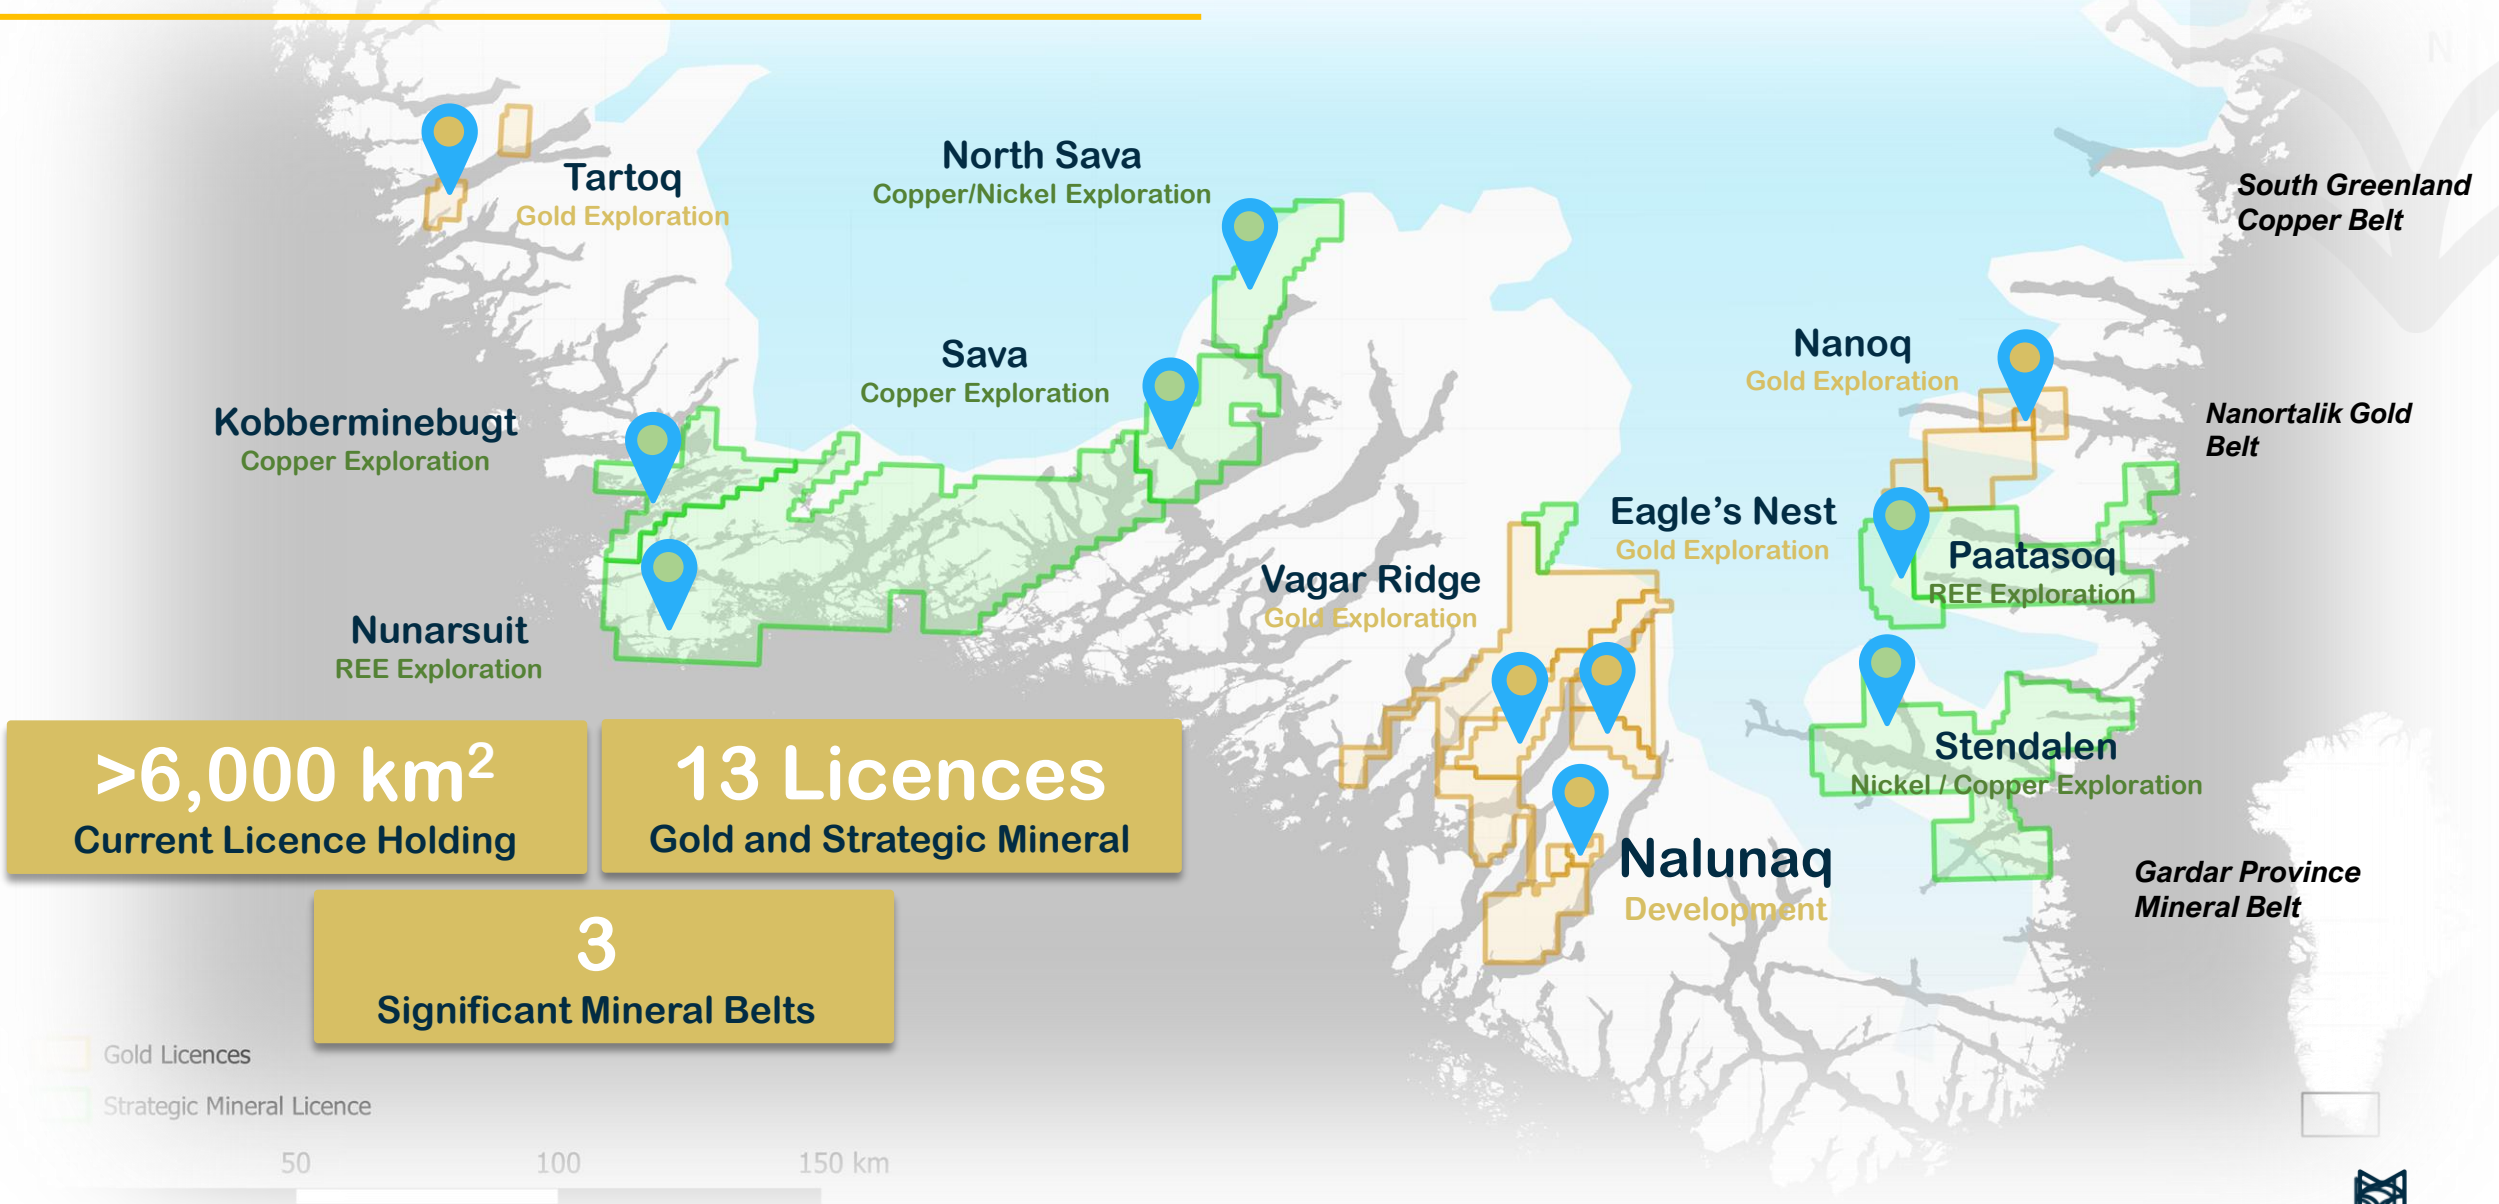 N
Tartoq
Gold Exploration
North Sava
Copper/Nickel Exploration
South Greenland
Copper Belt
Sava
Copper Exploration
Nanoq
Gold Exploration
Kobberminebugt
Copper Exploration
Nanortalik Gold
Belt
Eagle’s Nest
Gold Exploration
Vagar Ridge
Gold Exploration
Paatasoq
REE Exploration
Nunarsuit
REE Exploration
Stendalen
Nickel / Copper Exploration
>6,000 km²
Current Licence Holding
13 Licences
Gold and Strategic Mineral
Nalunaq
Development
Gardar Province
Mineral Belt
3
Significant Mineral Belts
Gold Licences
Strategic Mineral Licence
50 100 150 km